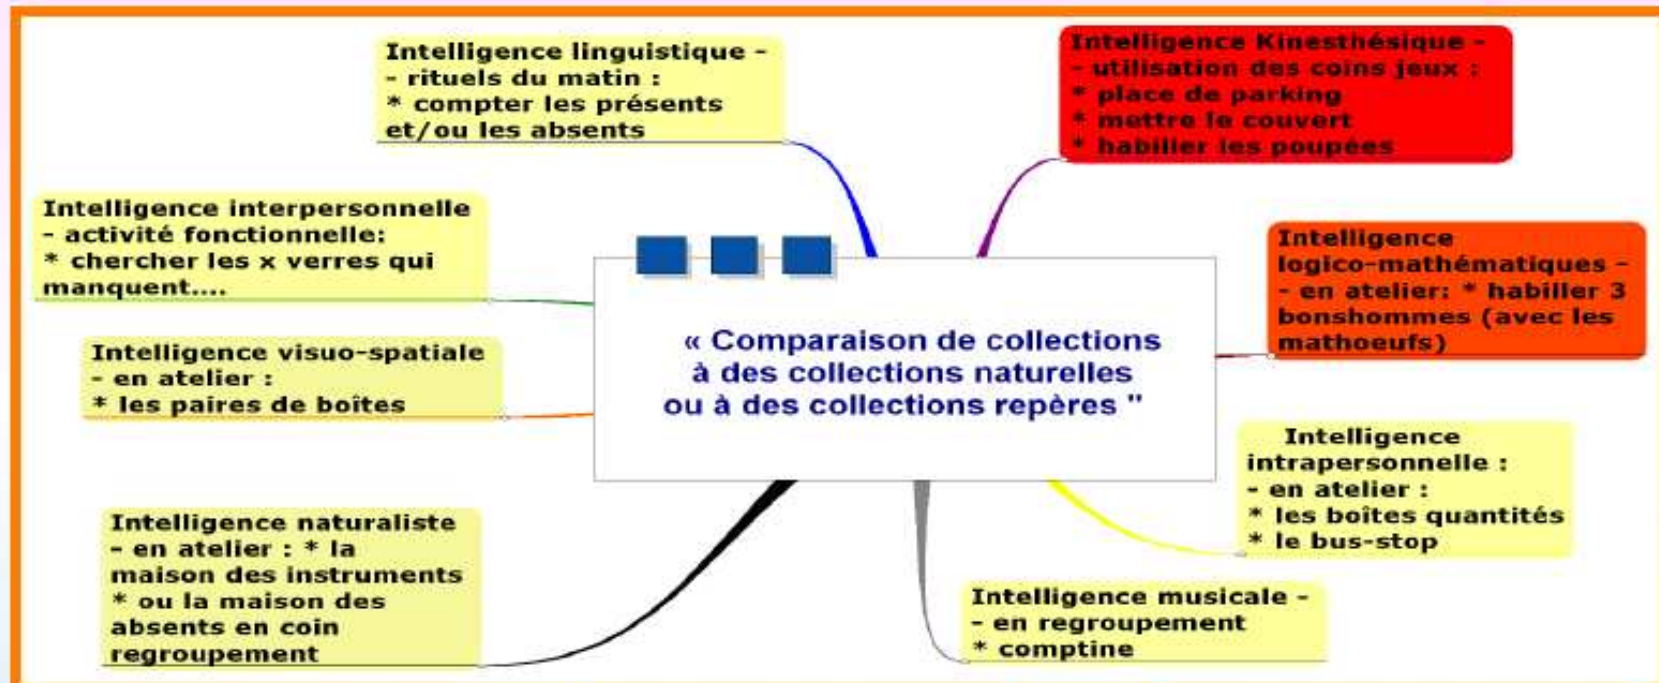 Intelligence linguistique -
- rituels du matin :
* compter les présents
et/ou les absents
Intelligence Kinesthésique -
- utilisation des coins jeux :
* place de parking
* mettre le couvert
* habiller les poupées
Intelligence interpersonnelle
- activité fonctionnelle:
* chercher les x verres qui
manquent....
Intelligence
logico-mathématiques -
- en atelier: * habiller 3
bonshommes (avec les
mathoeufs)
« Comparaison de collections
à des collections naturelles
ou à des collections repères "
Intelligence visuo-spatiale
- en atelier :
* les paires de boîtes
Intelligence
intrapersonnelle :
- en atelier :
* les boîtes quantités
* le bus-stop
Intelligence naturaliste
- en atelier : * la
maison des instruments
* ou la maison des
absents en coin
regroupement
Intelligence musicale -
- en regroupement
* comptine